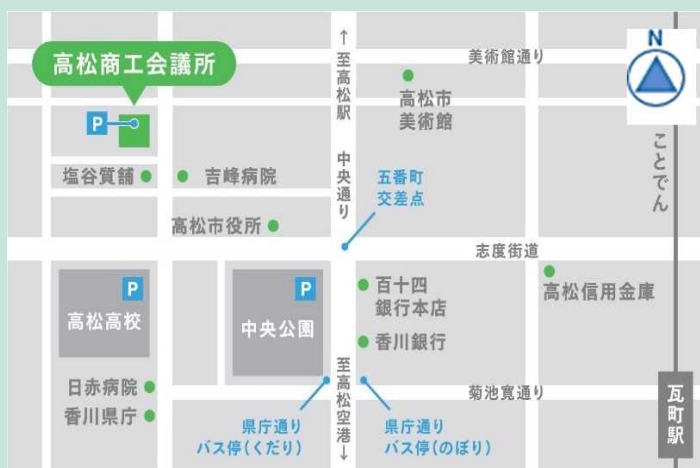 高松商工会議所
P
塩谷質舗
吉峰病院
高松市役所
↑至高松駅
中央通り
美術館通り
高松市
美術館
N
ことでん
五番町
交差点
志度街道
P
高松高校
P
中央公園
百十四
銀行本店
香川銀行
高松信用金庫
日赤病院
香川県庁
県庁通り
バス停(くだり)
至高松空港↓
県庁通り
バス停(のぼり)
菊池寛通り
瓦町駅